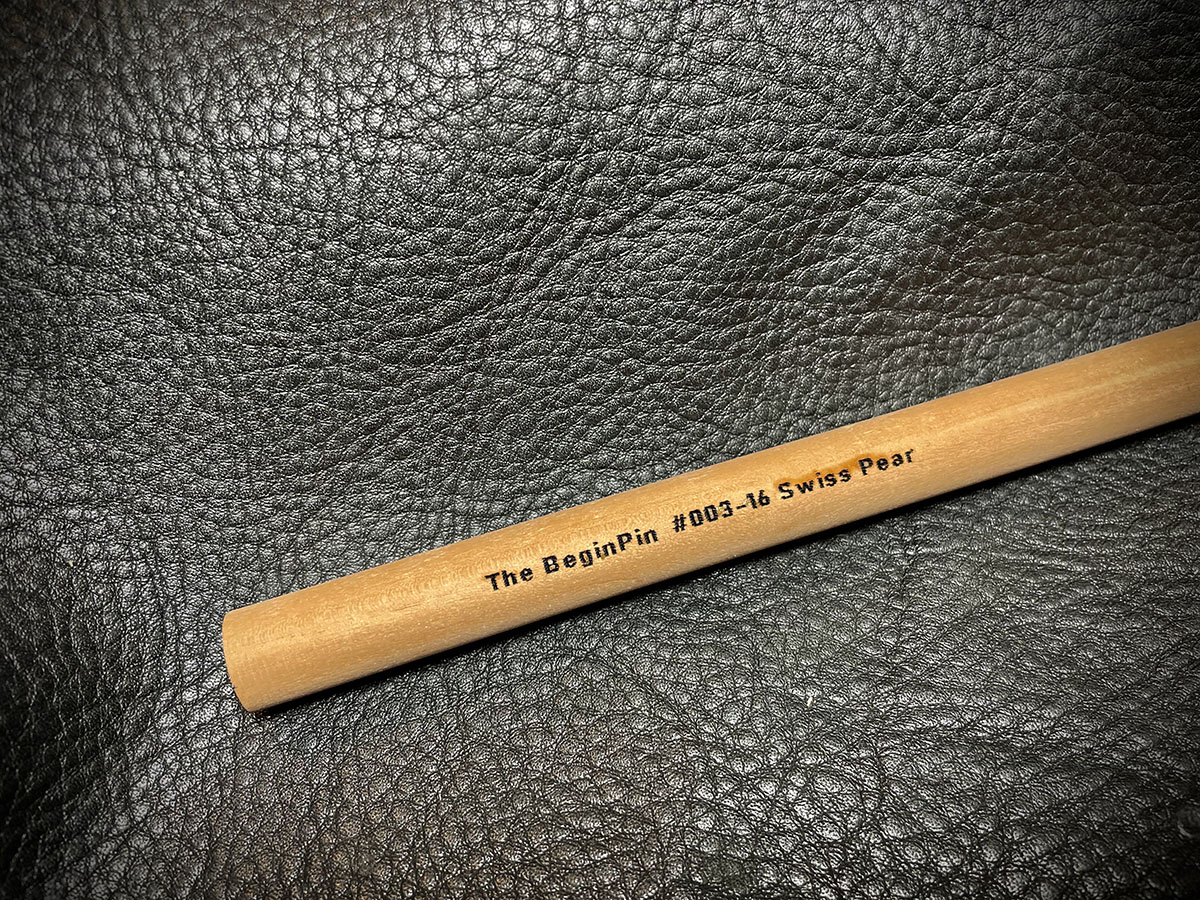 The BeginPin #003-16 Swiss Pear